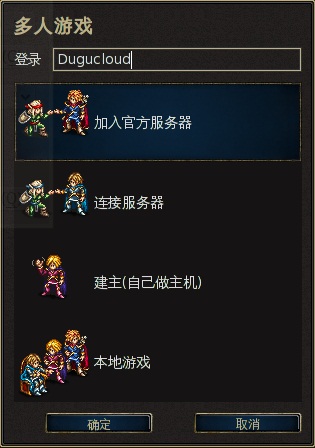 多人游戏
登录 Dugucloud
加入官方服务器
连接服务器
建主(自己做主机)
本地游戏
确定 取消